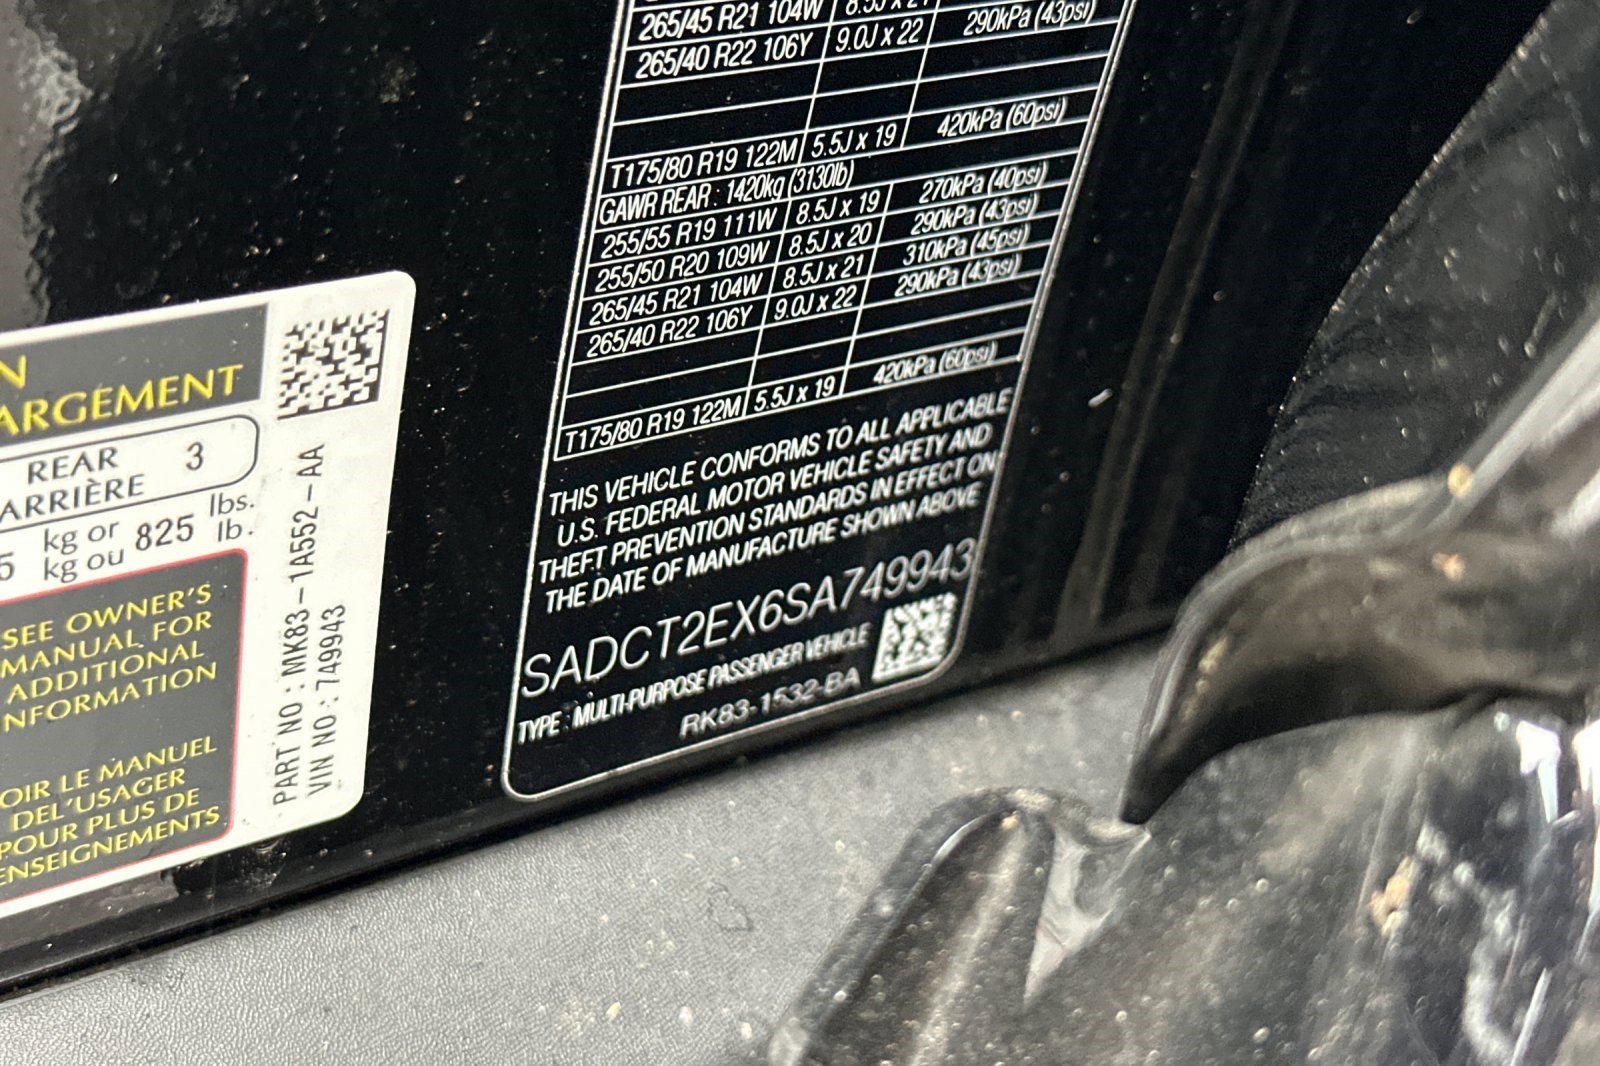 265/45 R21 104W 8.5J x 21
265/40 R22 106Y 9.0J x 22 290kPa (43psi)
T175/80 R19 122M 5.5J x 19 420kPa (60psi)
GAWR REAR : 1420kg (3130lb)
255/55 R19 111W 8.5J x 19 270kPa (40psi)
255/50 R20 109W 8.5J x 20 290kPa (43psi)
265/45 R21 104W 8.5J x 21 310kPa (45psi)
265/40 R22 106Y 9.0J x 22 290kPa (43psi)
T175/80 R19 122M 5.5J x 19 420kPa (60psi)
THIS VEHICLE CONFORMS TO ALL APPLICABLE
U.S. FEDERAL MOTOR VEHICLE SAFETY AND
THEFT PREVENTION STANDARDS IN EFFECT ON
THE DATE OF MANUFACTURE SHOWN ABOVE
SADCT2EX6SA749943
TYPE : MULTI-PURPOSE PASSENGER VEHICLE
RK83-1532-BA
N
ARGEMENT
REAR 3
ARRIÈRE
5 kg or 825 lbs.
kg ou lb.
SEE OWNER'S
MANUAL FOR
ADDITIONAL
NFORMATION
OIR LE MANUEL
DEL'USAGER
POUR PLUS DE
ENSEIGNEMENTS
PART NO : MK83-1A552-AA
VIN NO : 749943